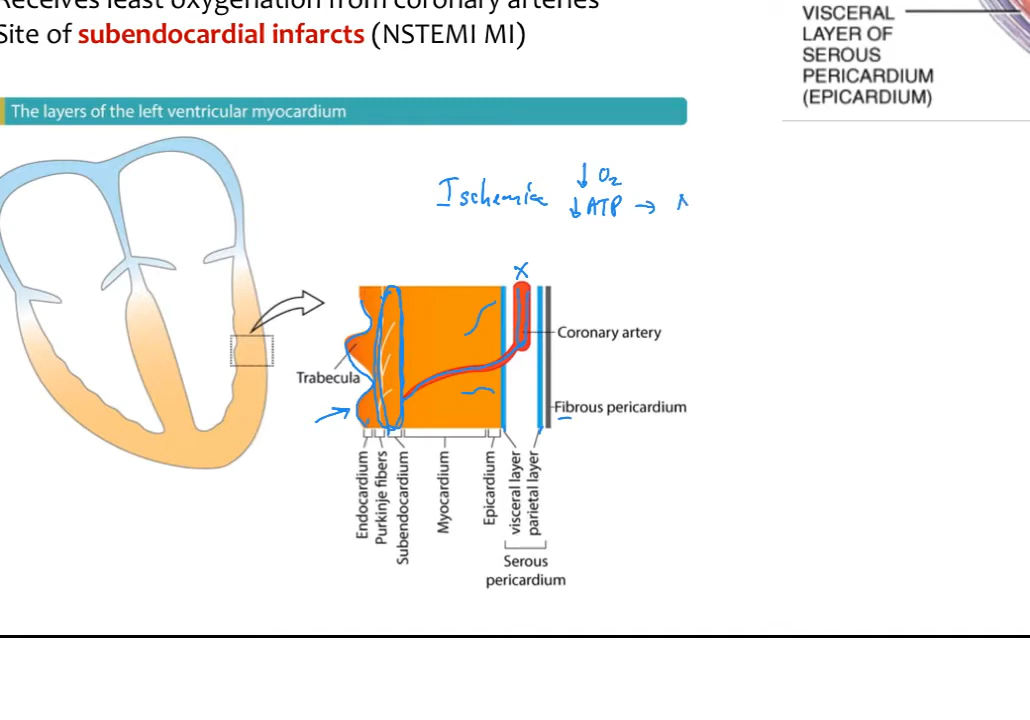 Receives least oxygenation from coronary arteries
Site of subendocardial infarcts (NSTEMI MI)
VISCERAL
LAYER OF
SEROUS
PERICARDIUM
(EPICARDIUM)
The layers of the left ventricular myocardium
Ischemia ↓ O₂
↓ ATP →
X
Coronary artery
Trabecula
Fibrous pericardium
Endocardium
Purkinje fibers
Subendocardium
Myocardium
Epicardium
visceral layer
parietal layer
Serous
pericardium